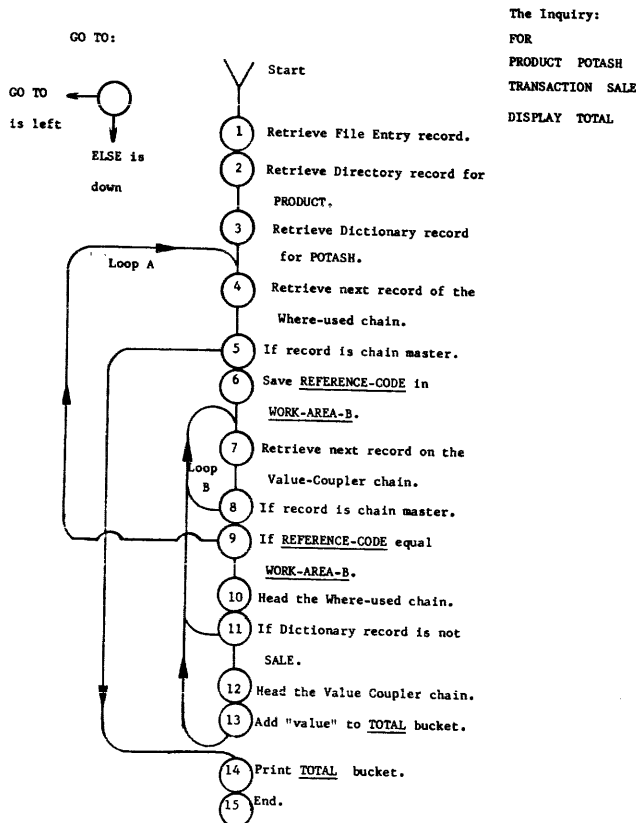 GO TO:
GO TO
is left
ELSE is
down
The Inquiry:
FOR
PRODUCT POTASH
TRANSACTION SALE
DISPLAY TOTAL
Start
1 Retrieve File Entry record.
2 Retrieve Directory record for
PRODUCT.
3 Retrieve Dictionary record
for POTASH.
Loop A
4 Retrieve next record of the
Where-used chain.
5 If record is chain master.
6 Save REFERENCE-CODE in
WORK-AREA-B.
7 Retrieve next record on the
Value-Coupler chain.
Loop
B
8 If record is chain master.
9 If REFERENCE-CODE equal
WORK-AREA-B.
10 Head the Where-used chain.
11 If Dictionary record is not
SALE.
12 Head the Value Coupler chain.
13 Add "value" to TOTAL bucket.
14 Print TOTAL bucket.
15 End.